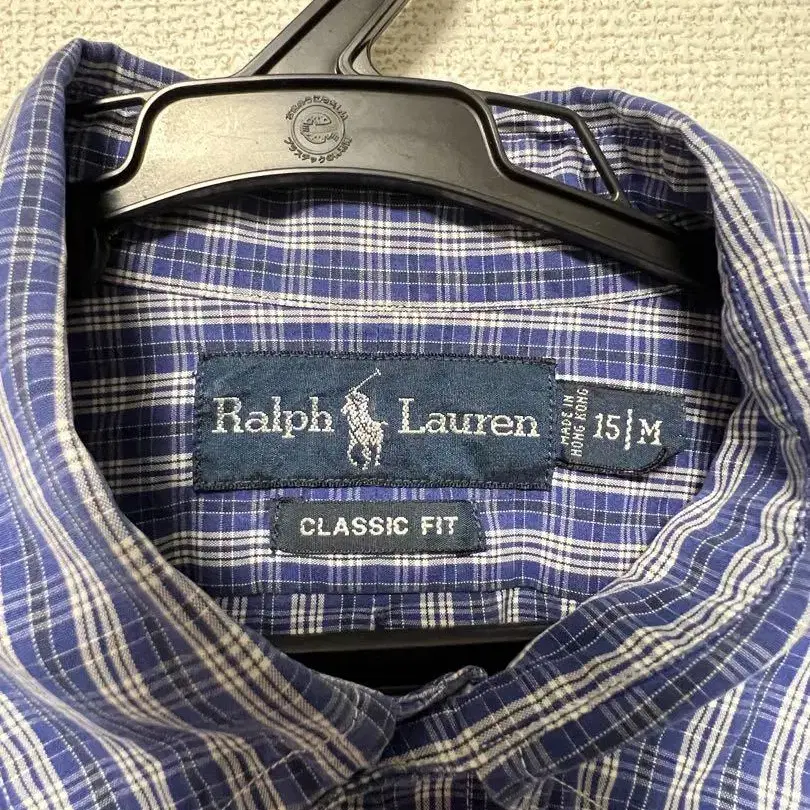 Ralph Lauren
MADE IN
HONG KONG
15 M
CLASSIC FIT